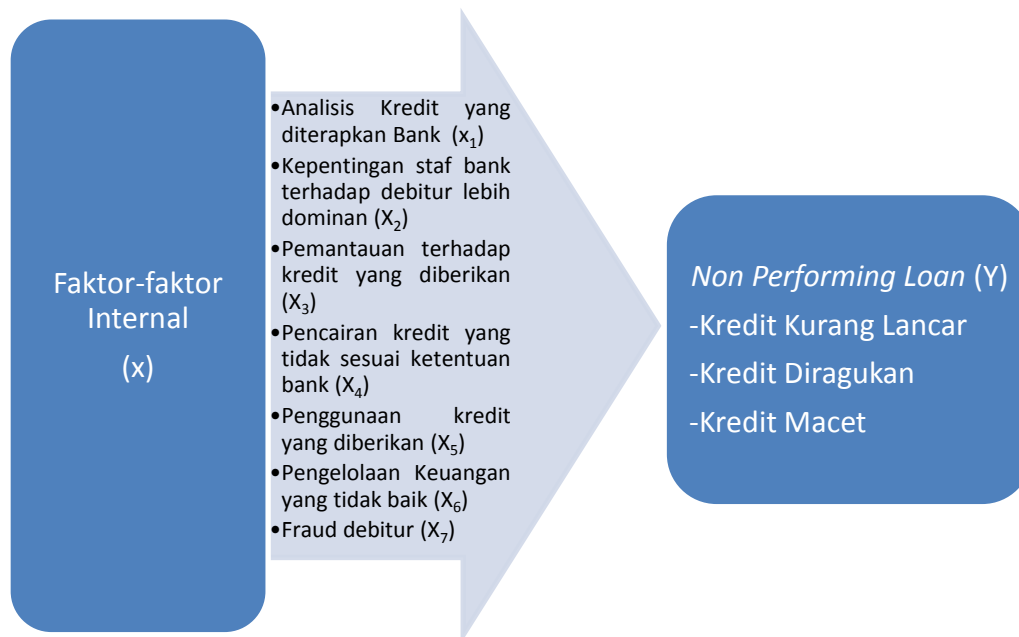 Faktor-faktor
Internal
(x)
•Analisis Kredit yang
diterapkan Bank (x₁)
•Kepentingan staf bank
terhadap debitur lebih
dominan (X₂)
•Pemantauan terhadap
kredit yang diberikan
(X₃)
•Pencairan kredit yang
tidak sesuai ketentuan
bank (X₄)
•Penggunaan kredit
yang diberikan (X₅)
•Pengelolaan Keuangan
yang tidak baik (X₆)
•Fraud debitur (X₇)
Non Performing Loan (Y)
-Kredit Kurang Lancar
-Kredit Diragukan
-Kredit Macet